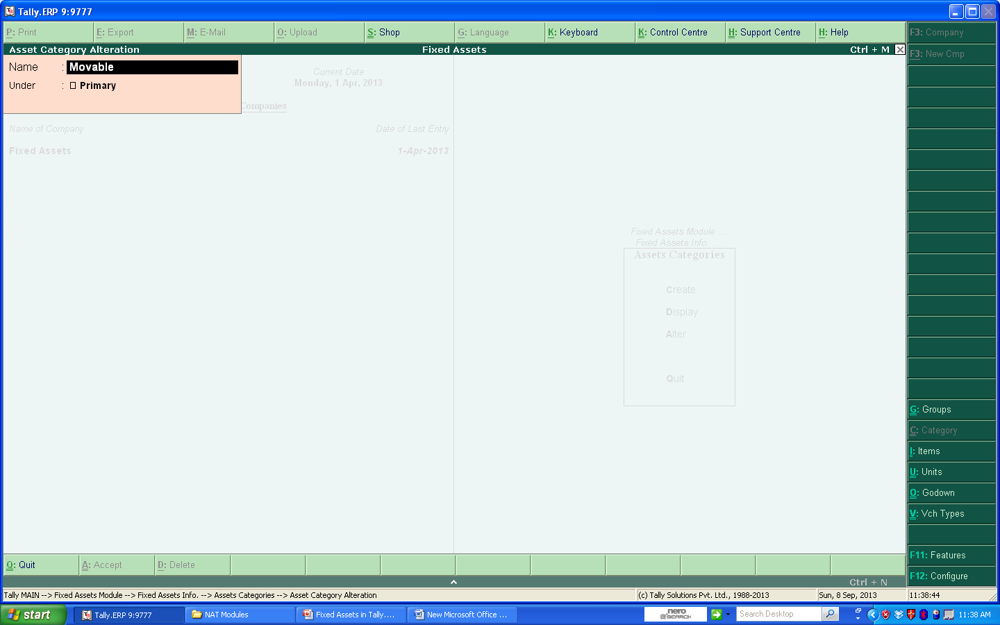 Tally.ERP 9:9777
P: Print
E: Export
M: E-Mail
O: Upload
S: Shop
G: Language
K: Keyboard
K: Control Centre
H: Support Centre
H: Help
F3: Company
F3: New Cmp
Asset Category Alteration
Fixed Assets
Ctrl + M
Name : Movable
Under : Primary
Current Date
Monday, 1 Apr, 2013
Companies
Name of Company
Date of Last Entry
Fixed Assets
1-Apr-2013
Fixed Assets Module ....
Fixed Assets Info. .....
Assets Categories
Create
Display
Alter
Quit
G: Groups
C: Category
I: Items
U: Units
O: Godown
V: Vch Types
F11: Features
F12: Configure
Q: Quit
A: Accept
D: Delete
Ctrl + N
Tally MAIN --> Fixed Assets Module --> Fixed Assets Info. --> Assets Categories --> Asset Category Alteration
(c) Tally Solutions Pvt. Ltd., 1988-2013
Sun, 8 Sep, 2013
11:38:44
start
Tally.ERP 9:9777
NAT Modules
Fixed Assets in Tally....
New Microsoft Office ...
nero
SEARCH
Search Desktop
11:38 AM